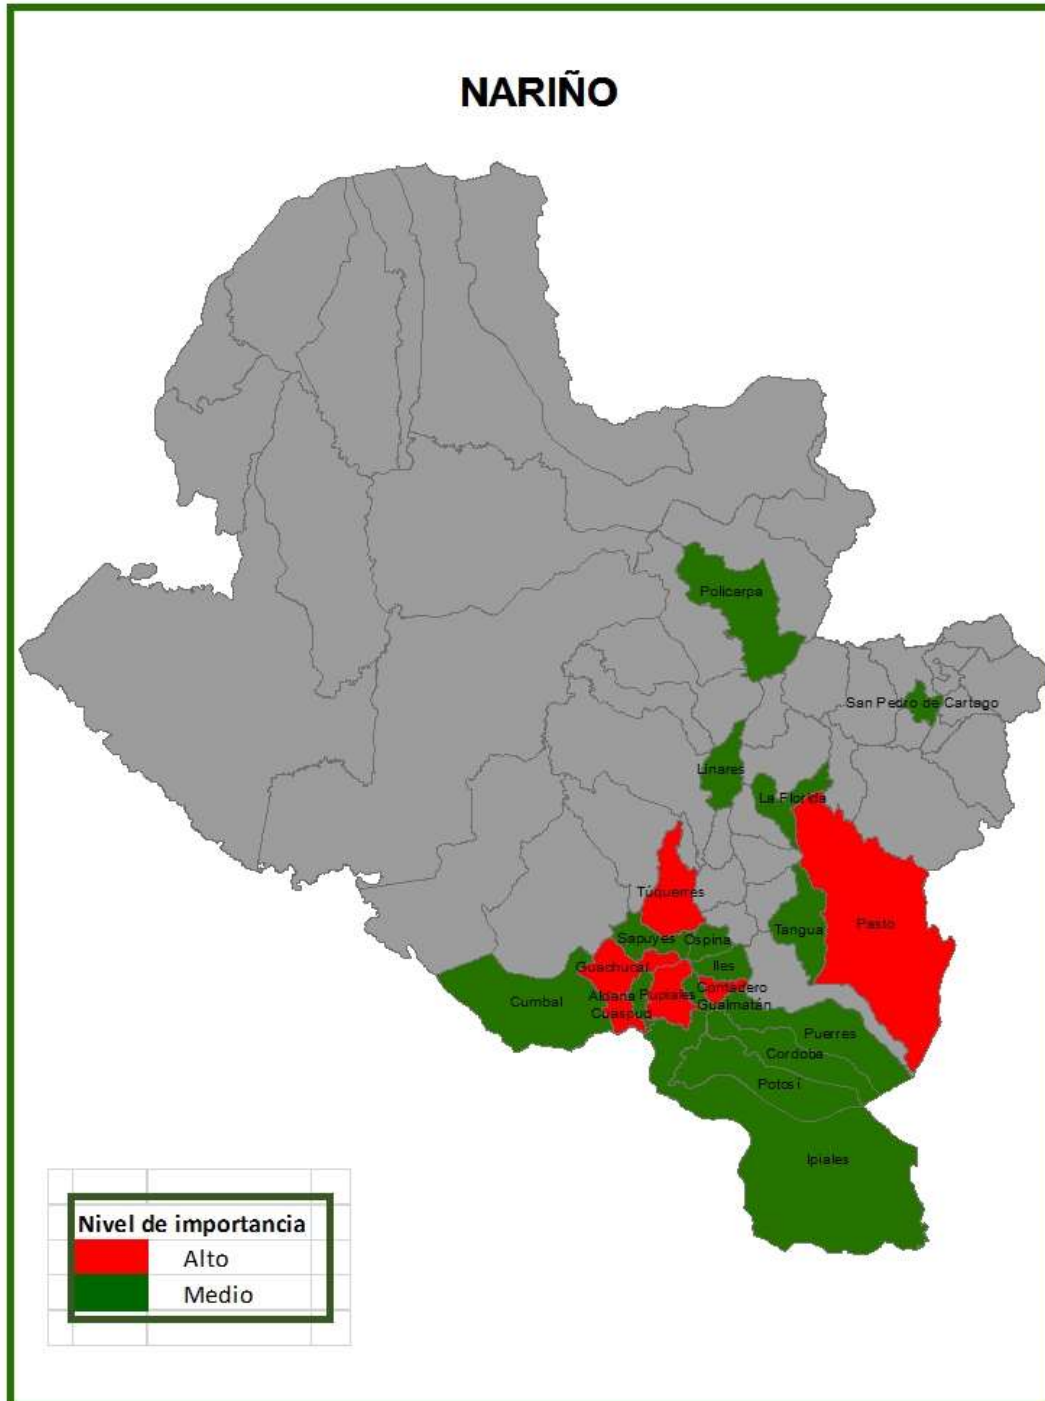 NARIÑO
Policarpa
San Pedro de Cartago
Linares
La Florida
Túquerres
Pasto
Tangua
Sapuyes
Ospina
Guachucal
Iles
Contadero
Aldana
Pupiales
Cumbal
Gualmatán
Cuaspud
Puerres
Cordoba
Potosí
Ipiales
Nivel de importancia
Alto
Medio